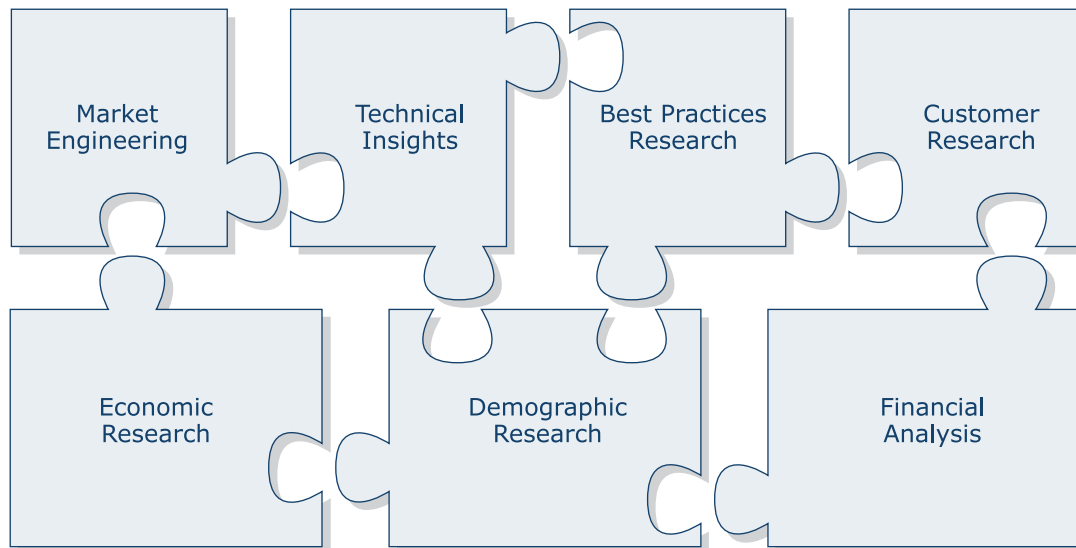 Market
Engineering
Technical
Insights
Best Practices
Research
Customer
Research
Economic
Research
Demographic
Research
Financial
Analysis